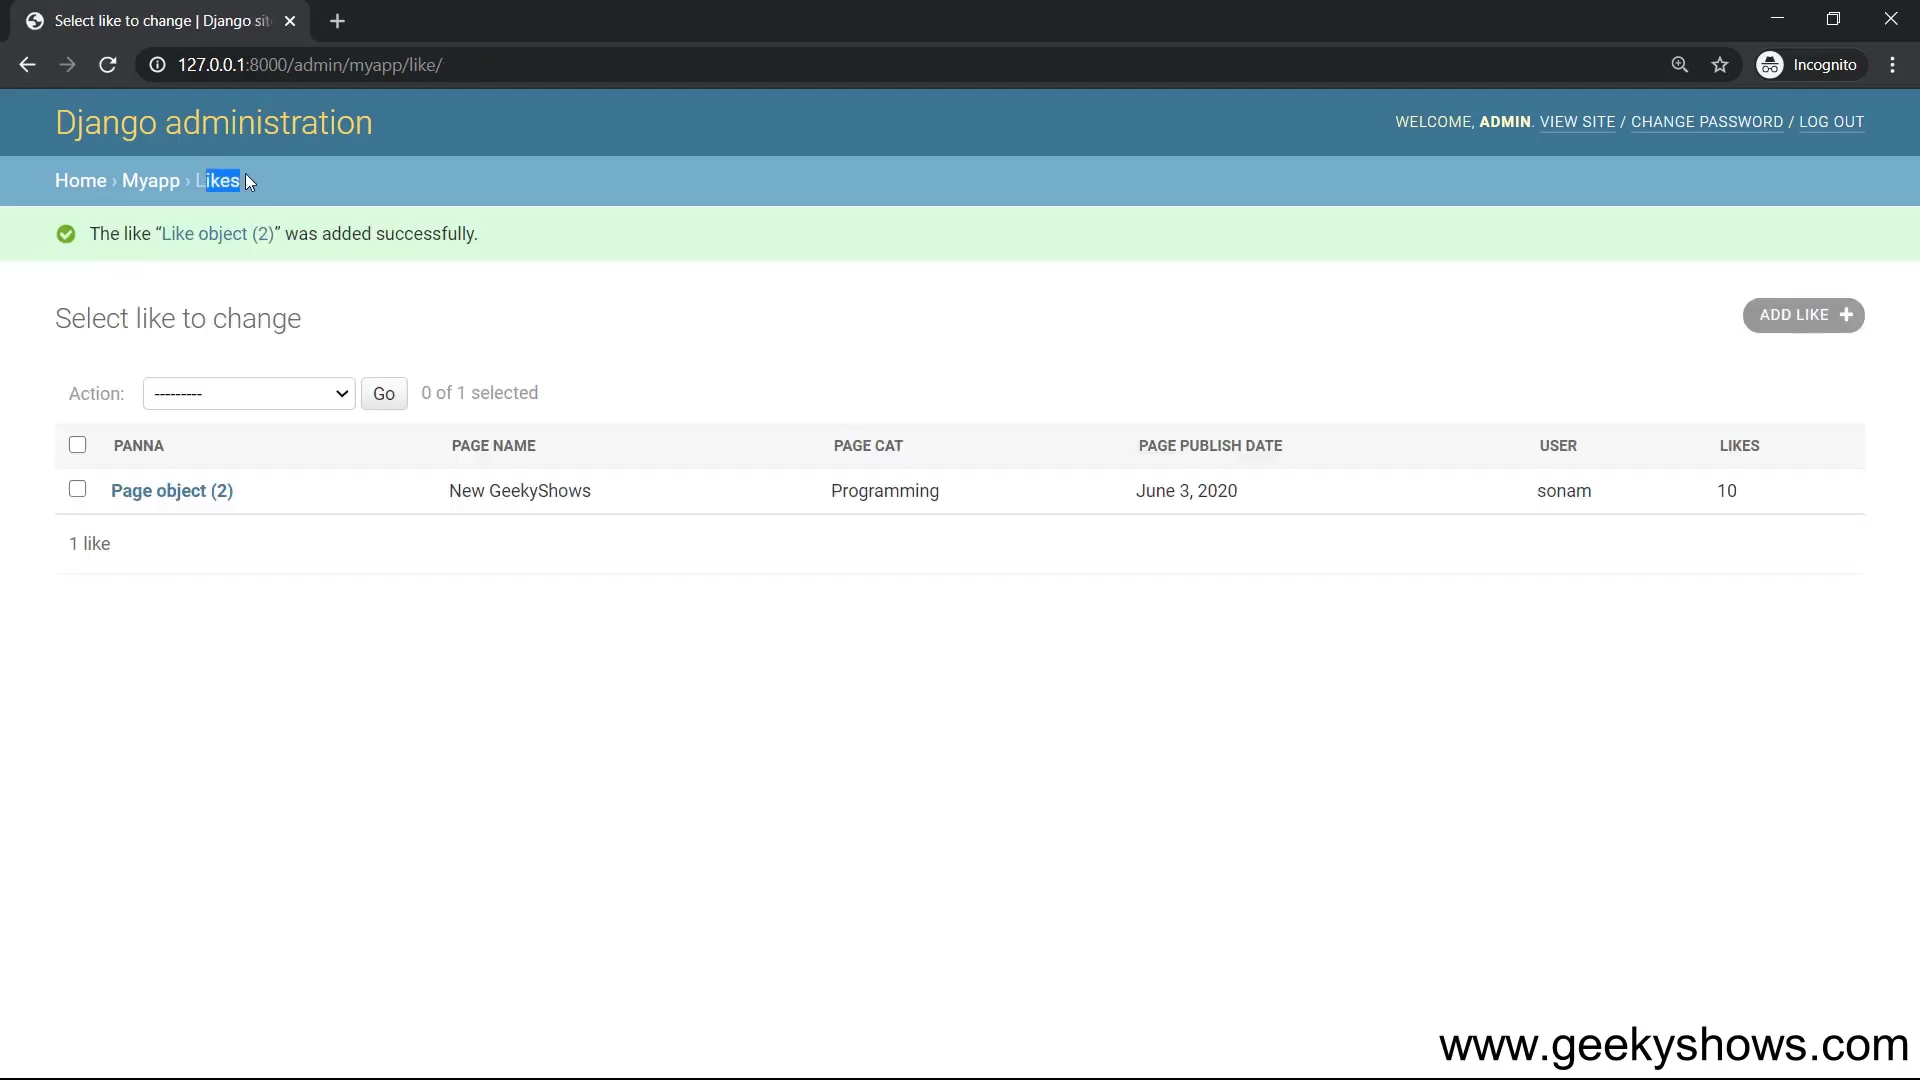 Select like to change | Django sit
127.0.0.1:8000/admin/myapp/like/
Incognito
Django administration
WELCOME, ADMIN. VIEW SITE / CHANGE PASSWORD / LOG OUT
Home › Myapp › Likes
The like “Like object (2)” was added successfully.
Select like to change
ADD LIKE +
Action: --------- Go 0 of 1 selected
PANNA PAGE NAME PAGE CAT PAGE PUBLISH DATE USER LIKES
Page object (2) New GeekyShows Programming June 3, 2020 sonam 10
1 like
www.geekyshows.com